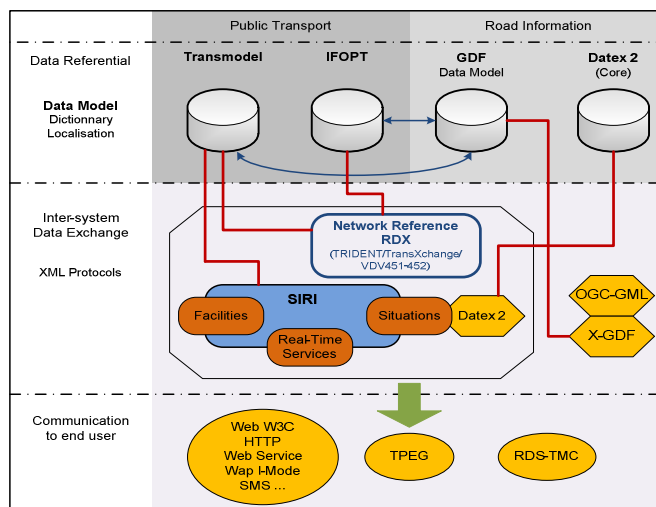 Public Transport
Road Information
Data Referential
Transmodel
IFOPT
GDF
Data Model
Datex 2
(Core)
Data Model
Dictionnary
Localisation
Inter-system
Data Exchange
XML Protocols
Network Reference
RDX
(TRIDENT/TransXchange/
VDV451-452)
SIRI
Facilities
Situations
Datex 2
Real-Time
Services
OGC-GML
X-GDF
Communication
to end user
Web W3C
HTTP
Web Service
Wap I-Mode
SMS ...
TPEG
RDS-TMC